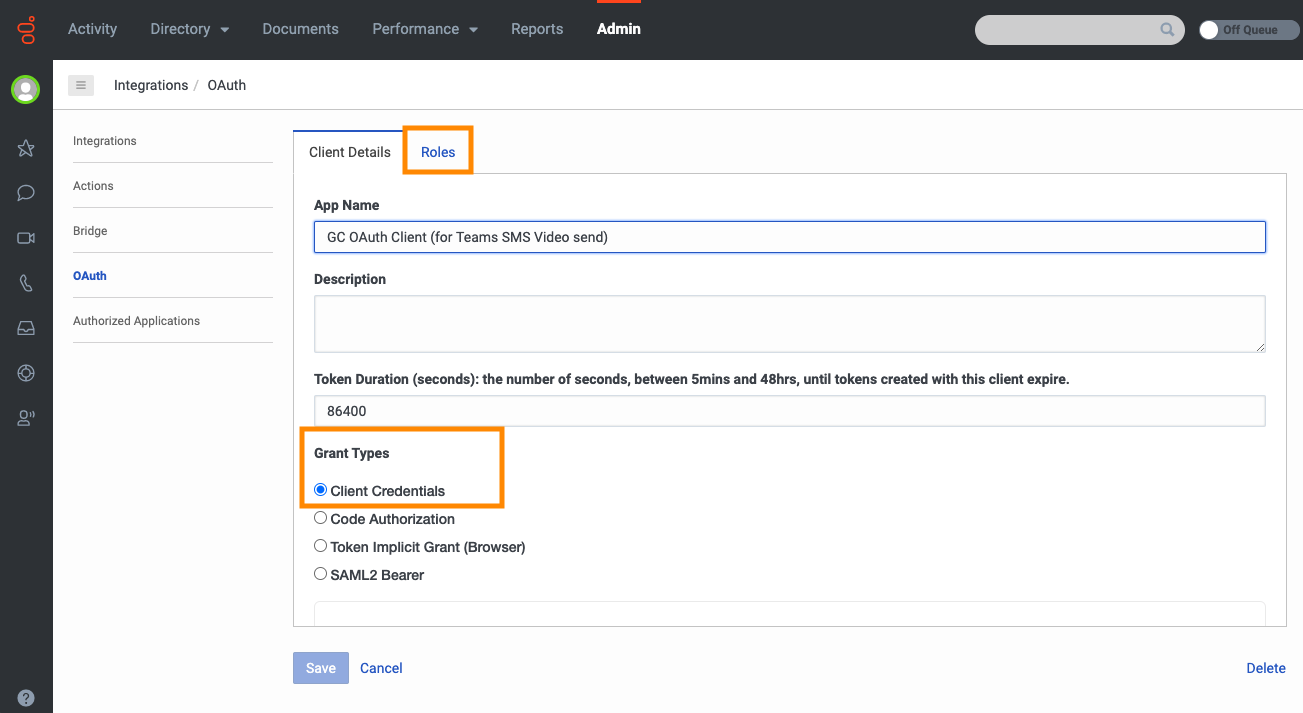 Activity Directory Documents Performance Reports Admin Off Queue
Integrations / OAuth
Integrations
Actions
Bridge
OAuth
Authorized Applications
Client Details Roles
App Name
GC OAuth Client (for Teams SMS Video send)
Description
Token Duration (seconds): the number of seconds, between 5mins and 48hrs, until tokens created with this client expire.
86400
Grant Types
Client Credentials
Code Authorization
Token Implicit Grant (Browser)
SAML2 Bearer
Save Cancel Delete
?